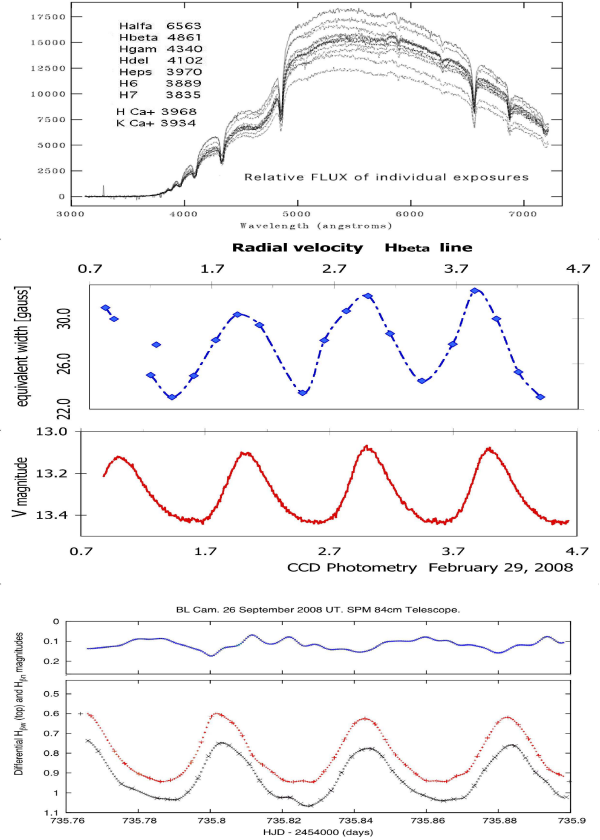 17500
15000
12500
10000
7500
5000
2500
0
Halfa 6563
Hbeta 4861
Hgam 4340
Hdel 4102
Heps 3970
H6 3889
H7 3835
H Ca+ 3968
K Ca+ 3934
Relative FLUX of individual exposures
3000 4000 5000 6000 7000
Wavelength (angstroms)
Radial velocity Hbeta line
0.7 1.7 2.7 3.7 4.7
equivalent width [gauss]
30.0
26.0
22.0
V magnitude
13.0
13.2
13.4
0.7 1.7 2.7 3.7 4.7
CCD Photometry February 29, 2008
BL Cam. 26 September 2008 UT. SPM 84cm Telescope.
0
0.1
0.2
0.5
0.6
0.7
0.8
0.9
1
1.1
735.76 735.78 735.8 735.82 735.84 735.86 735.88 735.9
HJD - 2454000 (days)
Differential H (top) and H magnitudes